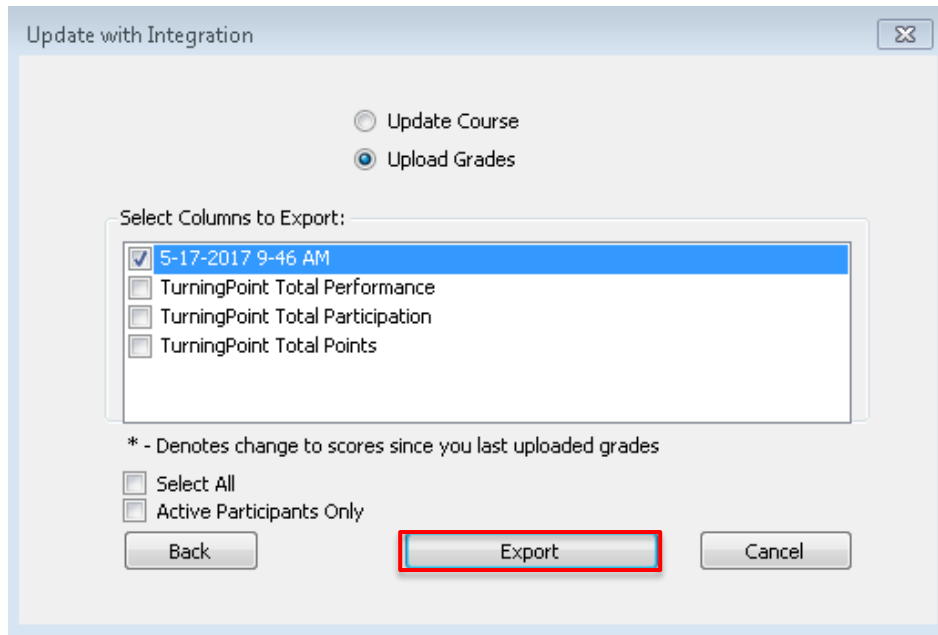 Update with Integration
Update Course
Upload Grades
Select Columns to Export:
5-17-2017 9-46 AM
TurningPoint Total Performance
TurningPoint Total Participation
TurningPoint Total Points
* - Denotes change to scores since you last uploaded grades
Select All
Active Participants Only
Back Export Cancel